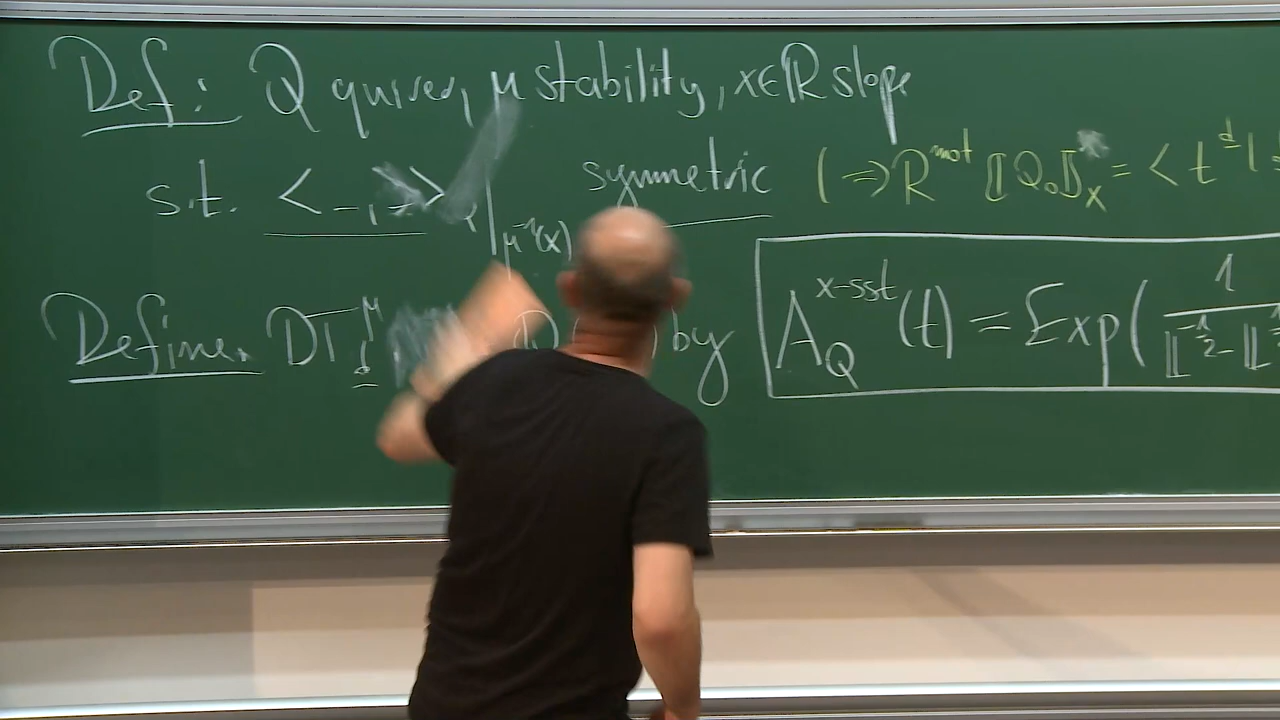 Def: Q quiver, μ stability, x∈ℝ slope
s.t. <_,_>|μ⁻¹(x) symmetric (⇒ R^mot ⟦Q₀⟧_x = < t^d |
Define DT_d^μ by A_Q^{x-sst}(t) = Exp( 1 / 𝕃^{-1/2} - 𝕃^{1/2}